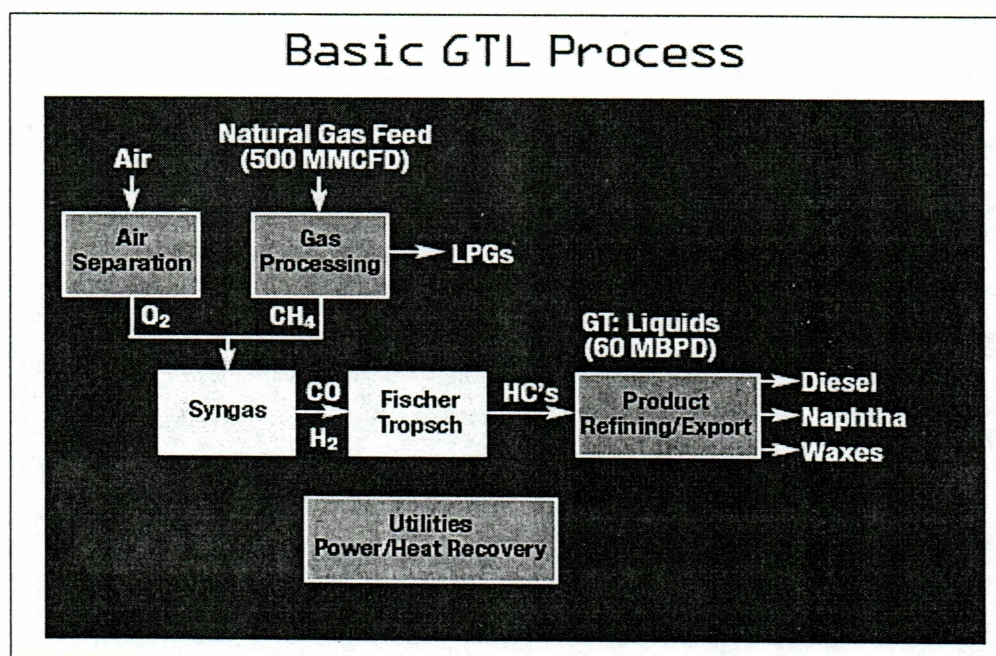 Basic GTL Process
Natural Gas Feed
(500 MMCFD)
Air
Air
Separation
Gas
Processing
LPGs
O₂
CH₄
GT: Liquids
(60 MBPD)
Syngas
CO
H₂
Fischer
Tropsch
HC's
Product
Refining/Export
Diesel
Naphtha
Waxes
Utilities
Power/Heat Recovery